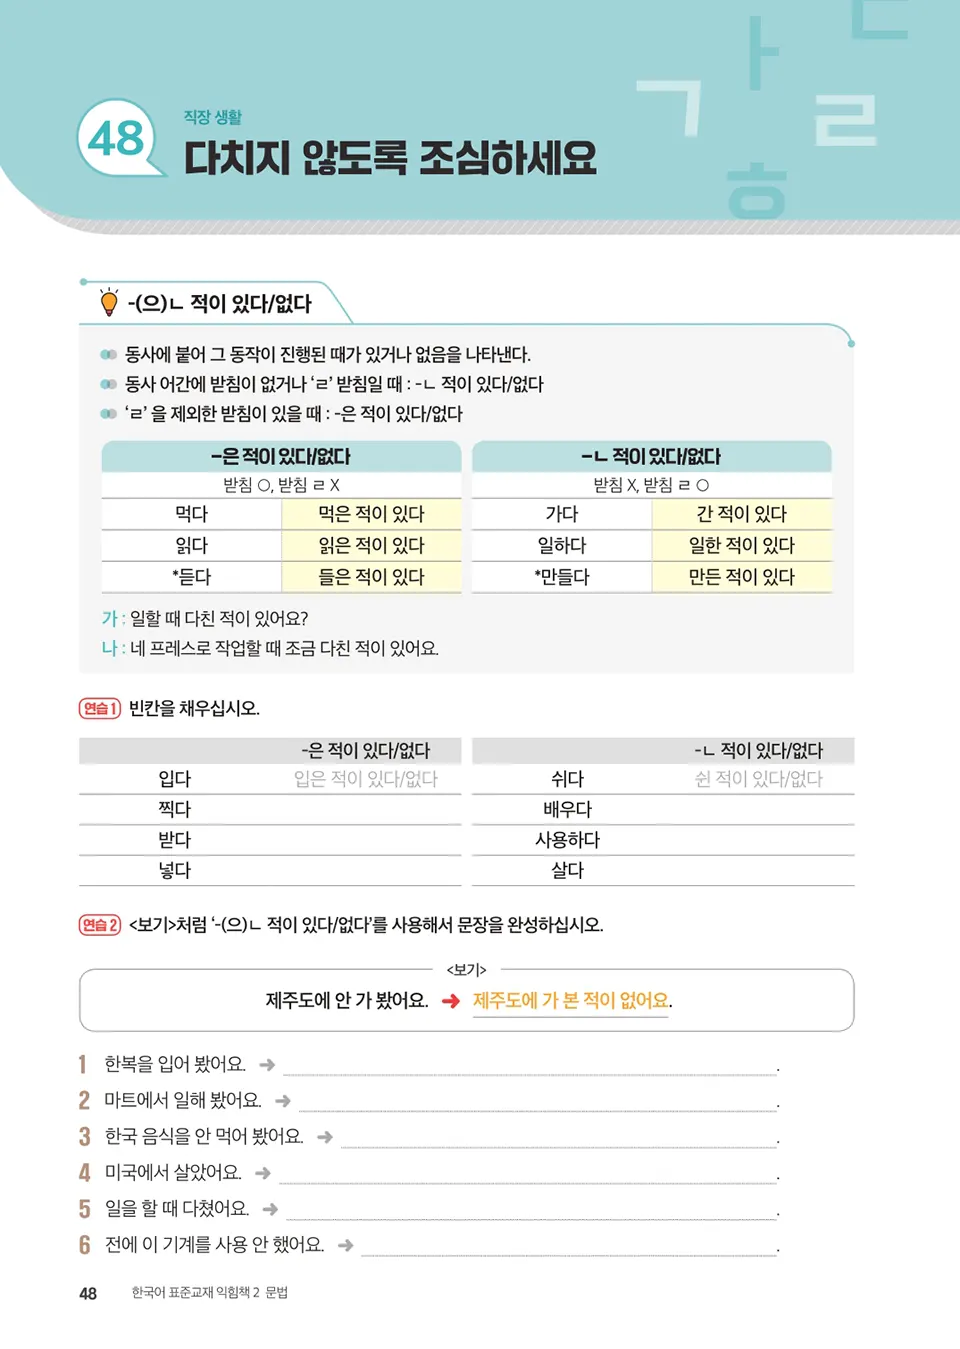 ㄱ ㅏ ㄴ ㄹ ㅎ
48
직장 생활
다치지 않도록 조심하세요
-(으)ㄴ 적이 있다/없다
동사에 붙어 그 동작이 진행된 때가 있거나 없음을 나타낸다.
동사 어간에 받침이 없거나 ‘ㄹ’ 받침일 때 : -ㄴ 적이 있다/없다
‘ㄹ’ 을 제외한 받침이 있을 때 : -은 적이 있다/없다
-은 적이 있다/없다 -ㄴ 적이 있다/없다
받침 ○, 받침 ㄹ X 받침 X, 받침 ㄹ ○
먹다 먹은 적이 있다 가다 간 적이 있다
읽다 읽은 적이 있다 일하다 일한 적이 있다
*듣다 들은 적이 있다 *만들다 만든 적이 있다
가 : 일할 때 다친 적이 있어요?
나 : 네 프레스로 작업할 때 조금 다친 적이 있어요.
연습 1 빈칸을 채우십시오.
-은 적이 있다/없다 -ㄴ 적이 있다/없다
입다 입은 적이 있다/없다 쉬다 쉰 적이 있다/없다
찍다 배우다
받다 사용하다
넣다 살다
연습 2 <보기>처럼 ‘-(으)ㄴ 적이 있다/없다’를 사용해서 문장을 완성하십시오.
<보기>
제주도에 안 가 봤어요. ➜ 제주도에 가 본 적이 없어요.
1 한복을 입어 봤어요. ➜ .
2 마트에서 일해 봤어요. ➜ .
3 한국 음식을 안 먹어 봤어요. ➜ .
4 미국에서 살았어요. ➜ .
5 일을 할 때 다쳤어요. ➜ .
6 전에 이 기계를 사용 안 했어요. ➜ .
48 한국어 표준교재 익힘책 2 문법